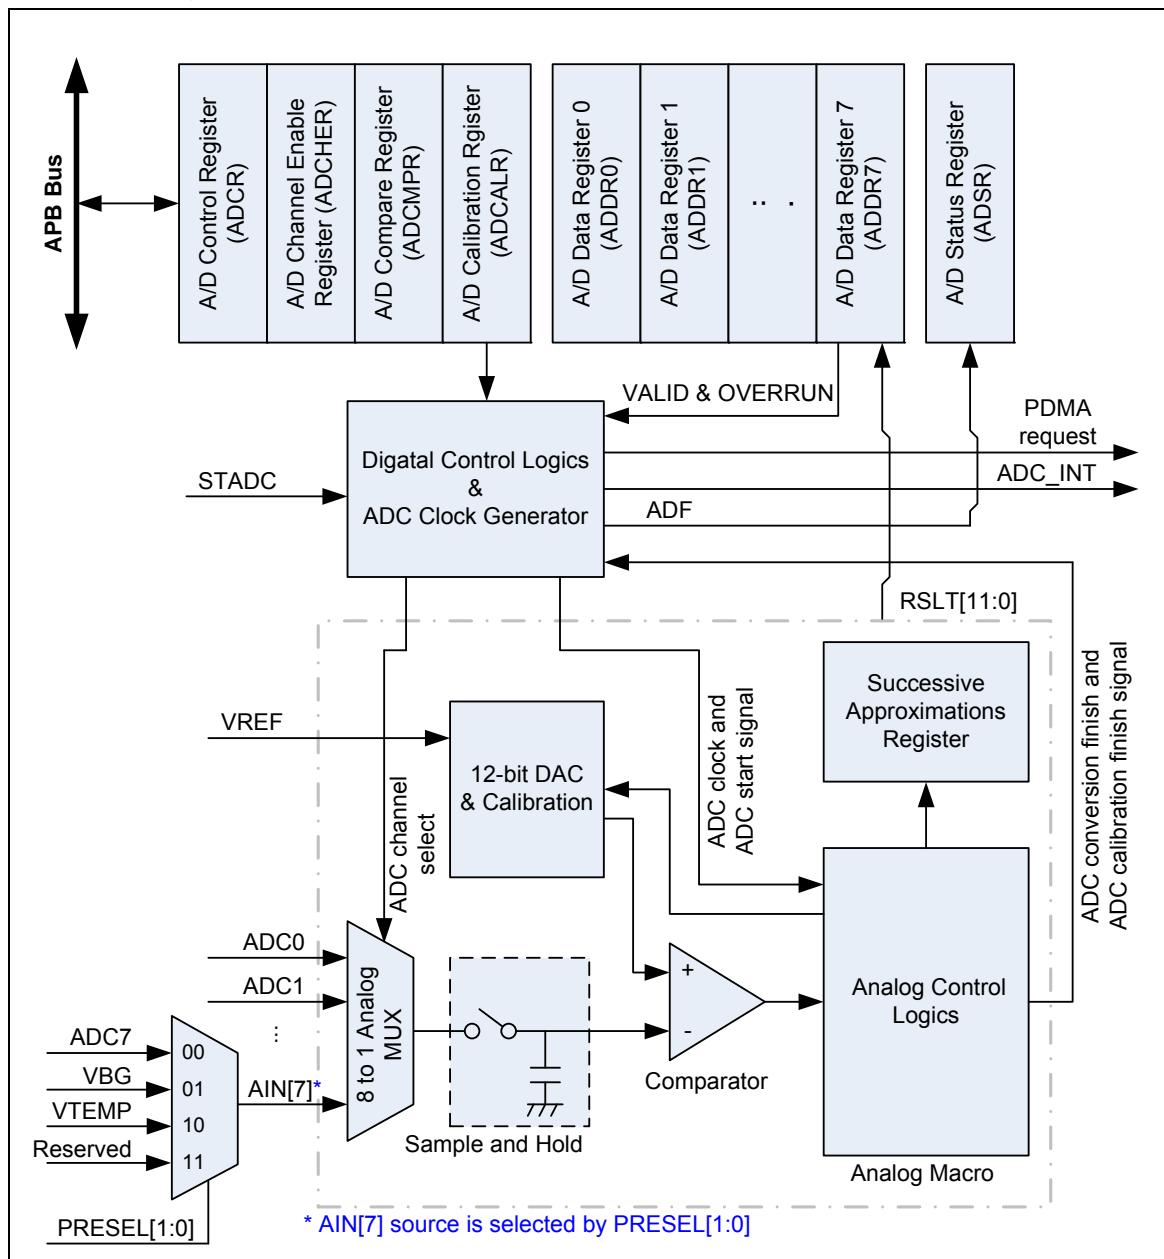 APB Bus
A/D Control Register
(ADCR)
A/D Channel Enable
Register (ADCHER)
A/D Compare Register
(ADCMPR)
A/D Calibration Rgister
(ADCALR)
A/D Data Register 0
(ADDR0)
A/D Data Register 1
(ADDR1)
.. .
A/D Data Register 7
(ADDR7)
A/D Status Register
(ADSR)
VALID & OVERRUN
PDMA
request
Digatal Control Logics
&
ADC Clock Generator
STADC
ADC_INT
ADF
RSLT[11:0]
Successive
Approximations
Register
VREF
12-bit DAC
& Calibration
ADC channel
select
ADC clock and
ADC start signal
ADC conversion finish and
ADC calibration finish signal
ADC0
ADC1
...
8 to 1 Analog
MUX
+
-
Comparator
Analog Control
Logics
ADC7
00
VBG
01
VTEMP
10
Reserved
11
AIN[7]*
Sample and Hold
Analog Macro
PRESEL[1:0]
* AIN[7] source is selected by PRESEL[1:0]